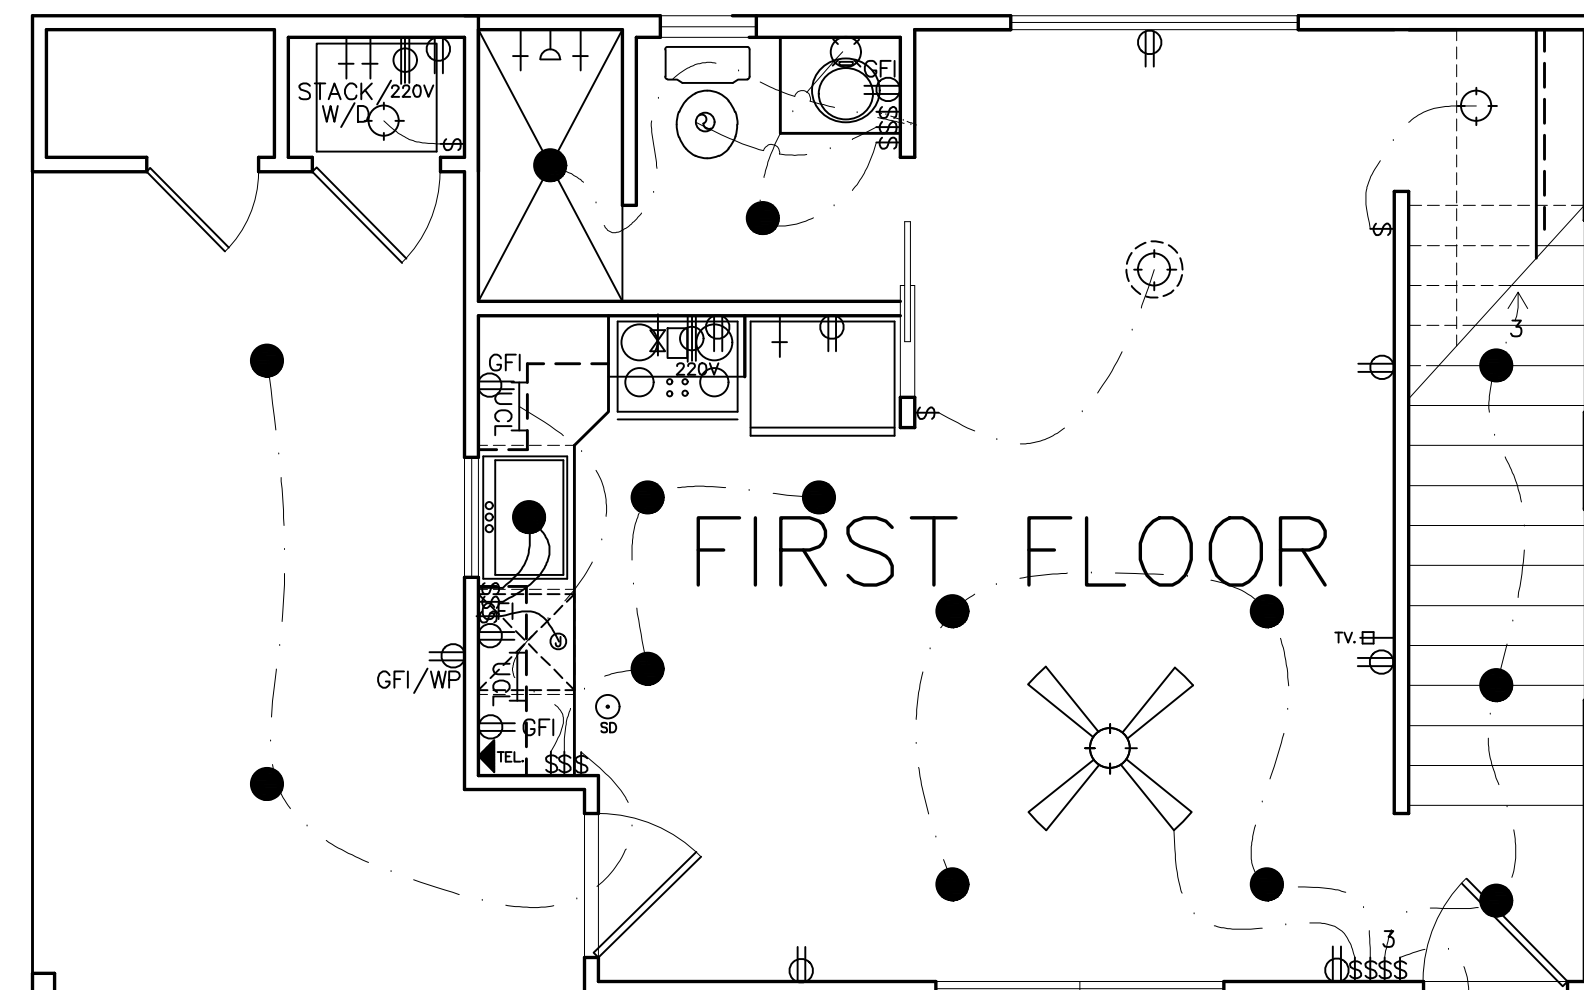 STACK/
W/D
220V
$
GFI
$$$
$
3
GFI
UCL
220V
$
FIRST FLOOR
$$$
GFI
J
TV.
GFI/WP
UCL
SD
GFI
TEL.
$$$
3
$$$$